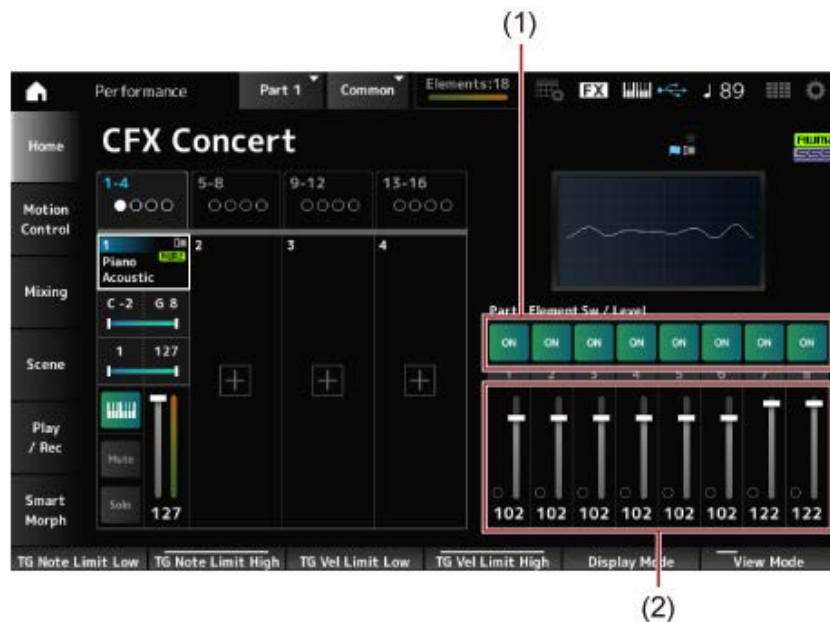 (1)
Performance Part 1 Common Elements:18 FX 89
Home
CFX Concert
1-4 5-8 9-12 13-16
Motion
Control
1 2 3 4
Piano
Acoustic
C -2 G 8
Mixing
Part Element Sw / Level
ON ON ON ON ON ON ON ON
1 2 3 4 5 6 7 8
Scene
1 127
Play
/ Rec
Mute
Smart
Morph
Solo
127
102 102 102 102 102 102 122 122
TG Note Limit Low TG Note Limit High TG Vel Limit Low TG Vel Limit High Display Mode View Mode
(2)